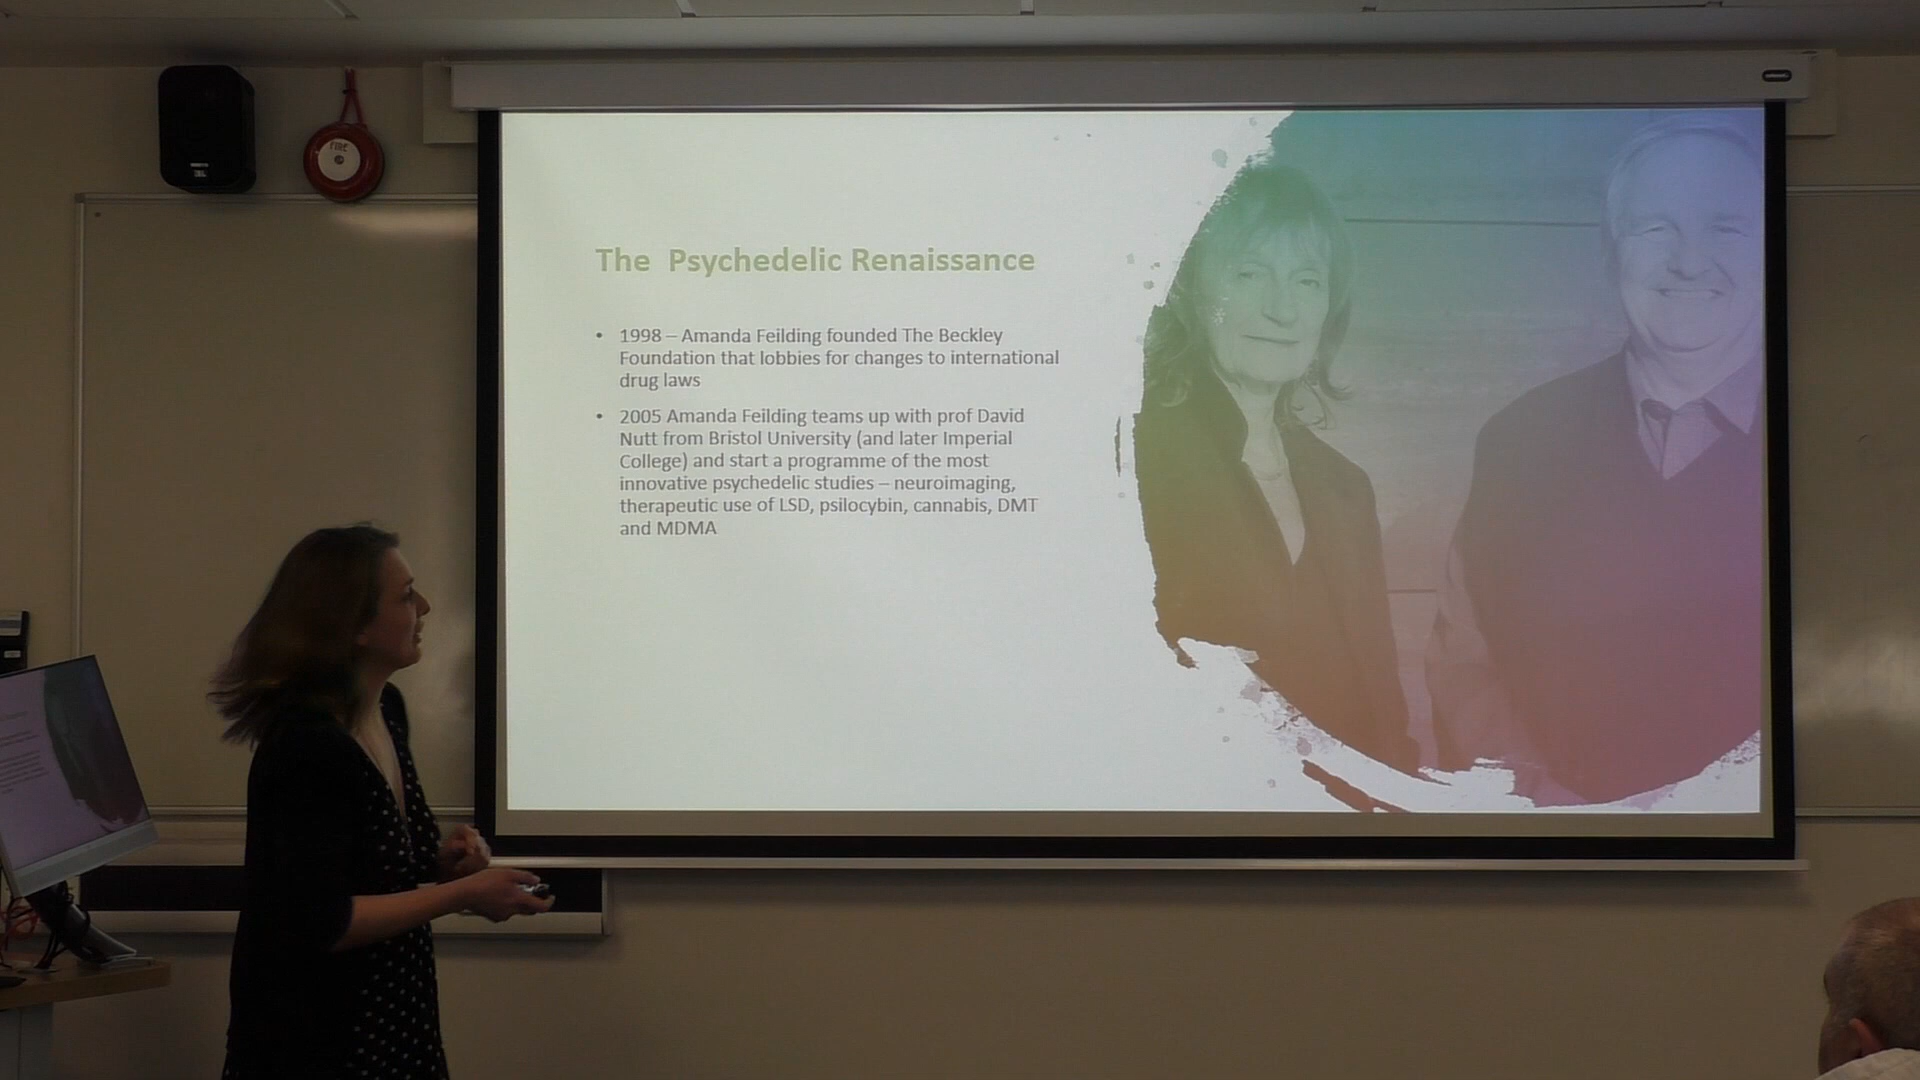 FIRE
The Psychedelic Renaissance
• 1998 – Amanda Feilding founded The Beckley
Foundation that lobbies for changes to international
drug laws
• 2005 Amanda Feilding teams up with prof David
Nutt from Bristol University (and later Imperial
College) and start a programme of the most
innovative psychedelic studies – neuroimaging,
therapeutic use of LSD, psilocybin, cannabis, DMT
and MDMA